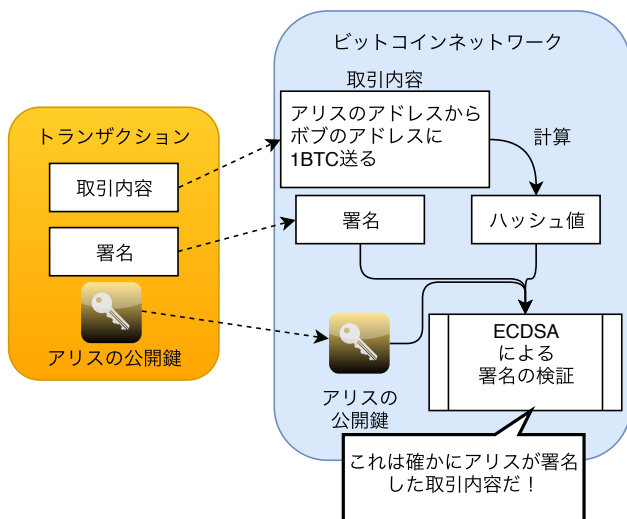 トランザクション
取引内容
署名
アリスの公開鍵
ビットコインネットワーク
取引内容
アリスのアドレスから
ボブのアドレスに
1BTC送る
計算
署名
ハッシュ値
アリスの
公開鍵
ECDSA
による
署名の検証
これは確かにアリスが署名
した取引内容だ！